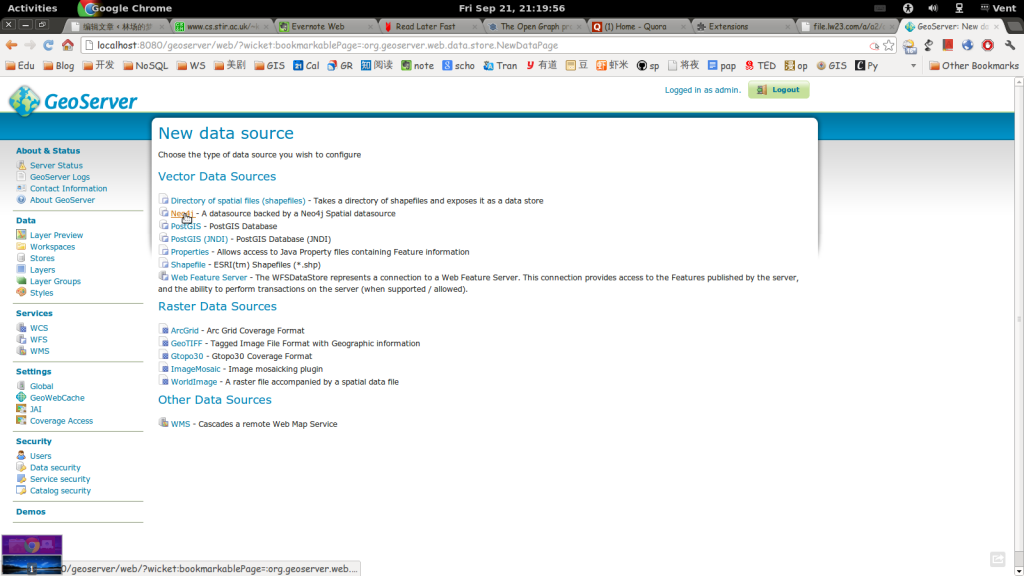 Activities Google Chrome Fri Sep 21, 21:19:56 Vent
编辑文章 ‹ 林场的 www.cs.stir.ac.uk/ Evernote Web Read Later Fast The Open Graph pr (1) Home - Quora Extensions file.lw23.com/a/a2/ GeoServer: New da
localhost:8080/geoserver/web/?wicket:bookmarkablePage=:org.geoserver.web.data.store.NewDataPage
Edu Blog 开发 NoSQL WS 美剧 GIS 31 Cal GR 阅读 note scho Tran 有道 豆 虾米 sp 将夜 pap TED op GIS Py Other Bookmarks
GeoServer
Logged in as admin. Logout
About & Status
Server Status
GeoServer Logs
Contact Information
About GeoServer
Data
Layer Preview
Workspaces
Stores
Layers
Layer Groups
Styles
Services
WCS
WFS
WMS
Settings
Global
GeoWebCache
JAI
Coverage Access
Security
Users
Data security
Service security
Catalog security
Demos
New data source
Choose the type of data source you wish to configure
Vector Data Sources
Directory of spatial files (shapefiles) - Takes a directory of shapefiles and exposes it as a data store
Neo4j - A datasource backed by a Neo4j Spatial datasource
PostGIS - PostGIS Database
PostGIS (JNDI) - PostGIS Database (JNDI)
Properties - Allows access to Java Property files containing Feature information
Shapefile - ESRI(tm) Shapefiles (*.shp)
Web Feature Server - The WFSDataStore represents a connection to a Web Feature Server. This connection provides access to the Features published by the server,
and the ability to perform transactions on the server (when supported / allowed).
Raster Data Sources
ArcGrid - Arc Grid Coverage Format
GeoTIFF - Tagged Image File Format with Geographic information
Gtopo30 - Gtopo30 Coverage Format
ImageMosaic - Image mosaicking plugin
WorldImage - A raster file accompanied by a spatial data file
Other Data Sources
WMS - Cascades a remote Web Map Service
0/geoserver/web/?wicket:bookmarkablePage=:org.geoserver.web....